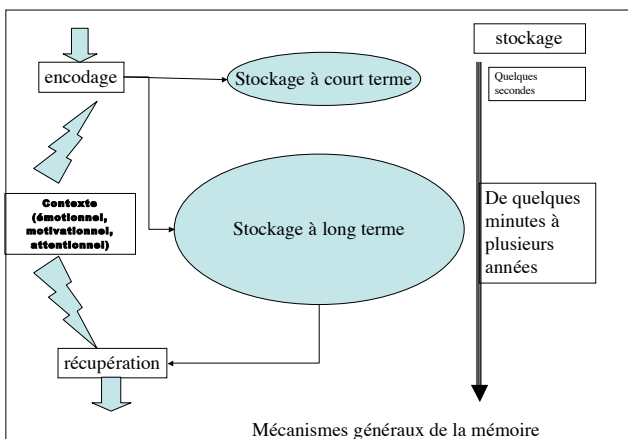 stockage
encodage
Stockage à court terme
Quelques
secondes
Contexte
(émotionnel,
motivationnel,
attentionnel)
Stockage à long terme
De quelques
minutes à
plusieurs
années
récupération
Mécanismes généraux de la mémoire